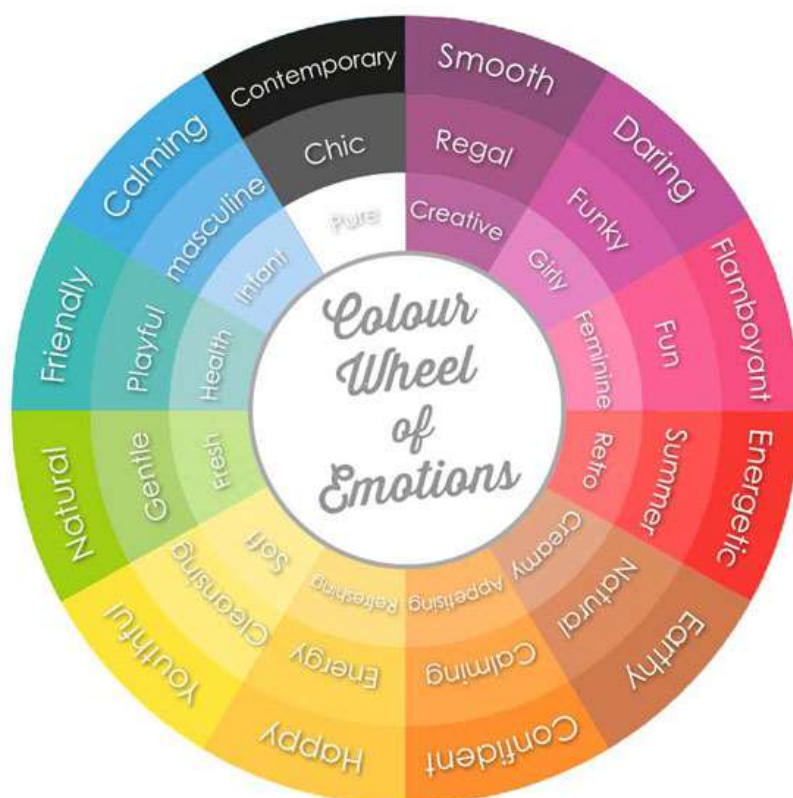 Colour
Wheel
of
Emotions
Contemporary
Chic
Pure
Smooth
Regal
Creative
Daring
Funky
Girly
Flamboyant
Fun
Feminine
Energetic
Summer
Retro
Earthy
Natural
Creamy
Confident
Calming
Appetising
Happy
Energy
Refreshing
Youthful
Cleansing
Soft
Natural
Gentle
Fresh
Friendly
Playful
Health
Calming
masculine
Infant